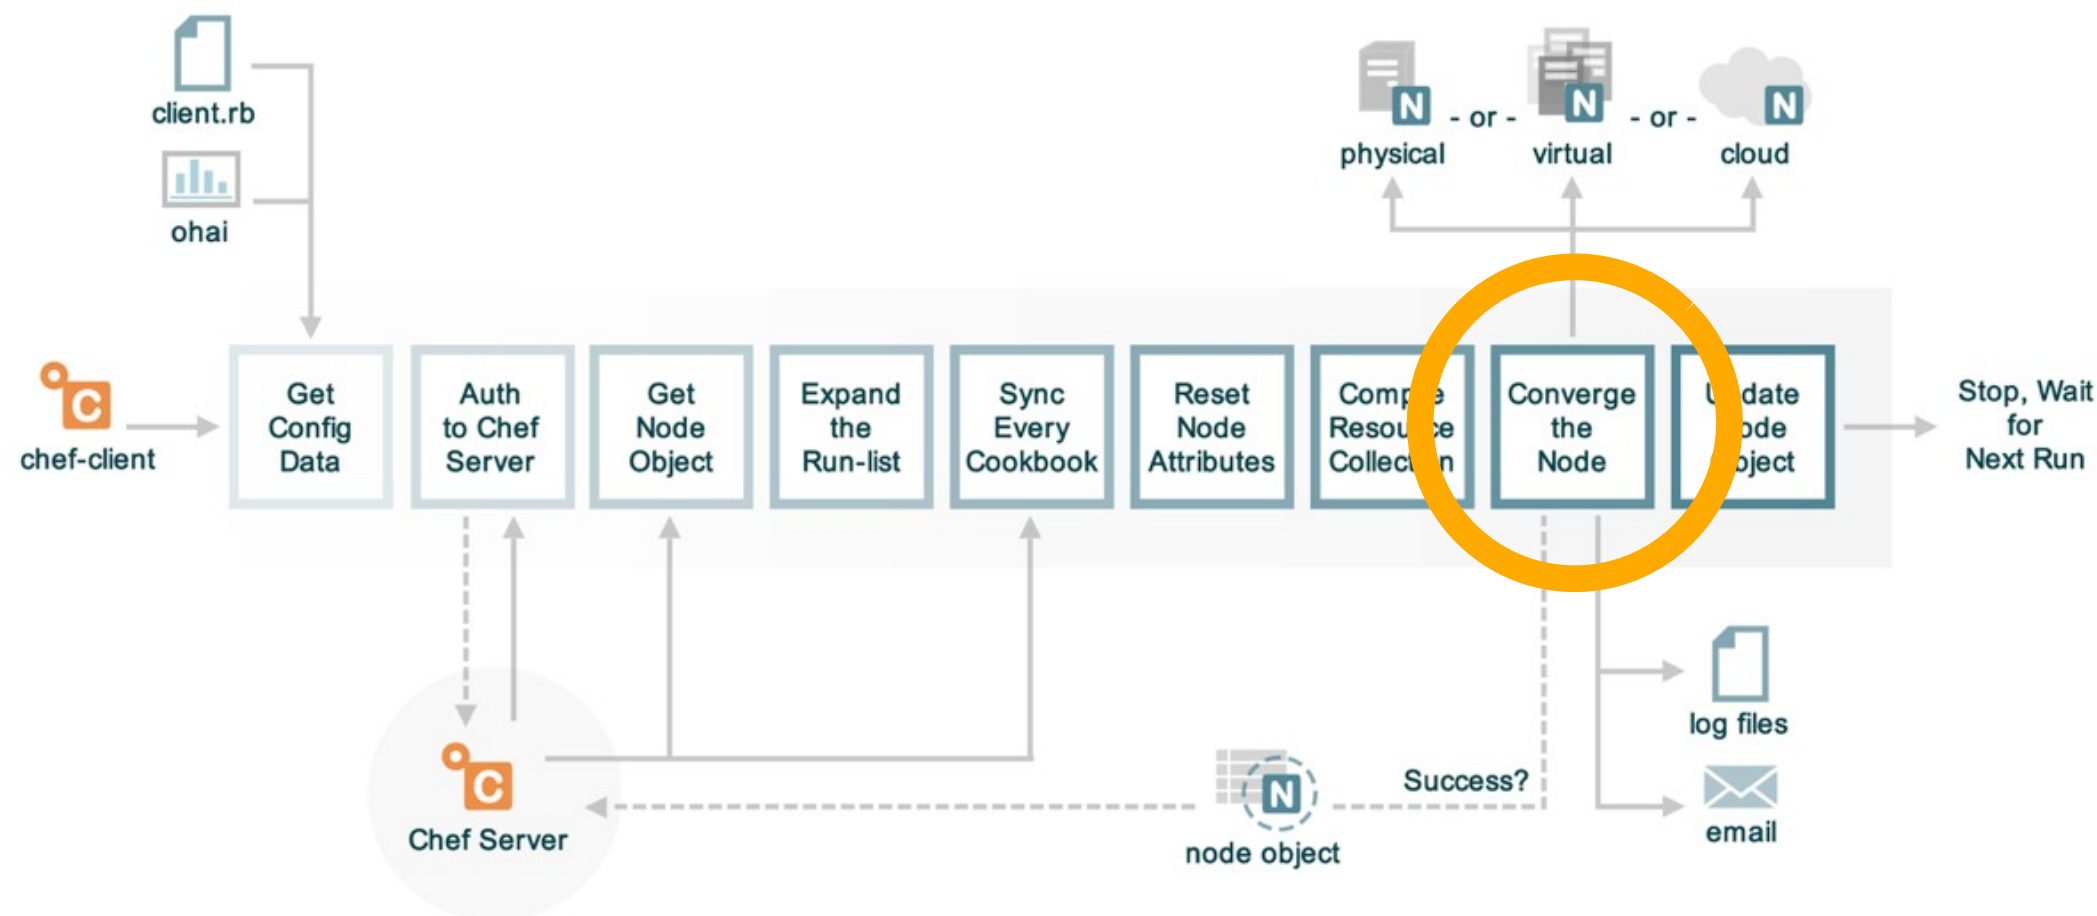 client.rb
ohai
N
- or -
N
- or -
N
physical
virtual
cloud
C
chef-client
Get
Config
Data
Auth
to Chef
Server
Get
Node
Object
Expand
the
Run-list
Sync
Every
Cookbook
Reset
Node
Attributes
Resource
Converge
the
Node
Stop, Wait
for
Next Run
log files
C
Chef Server
N
node object
Success?
email